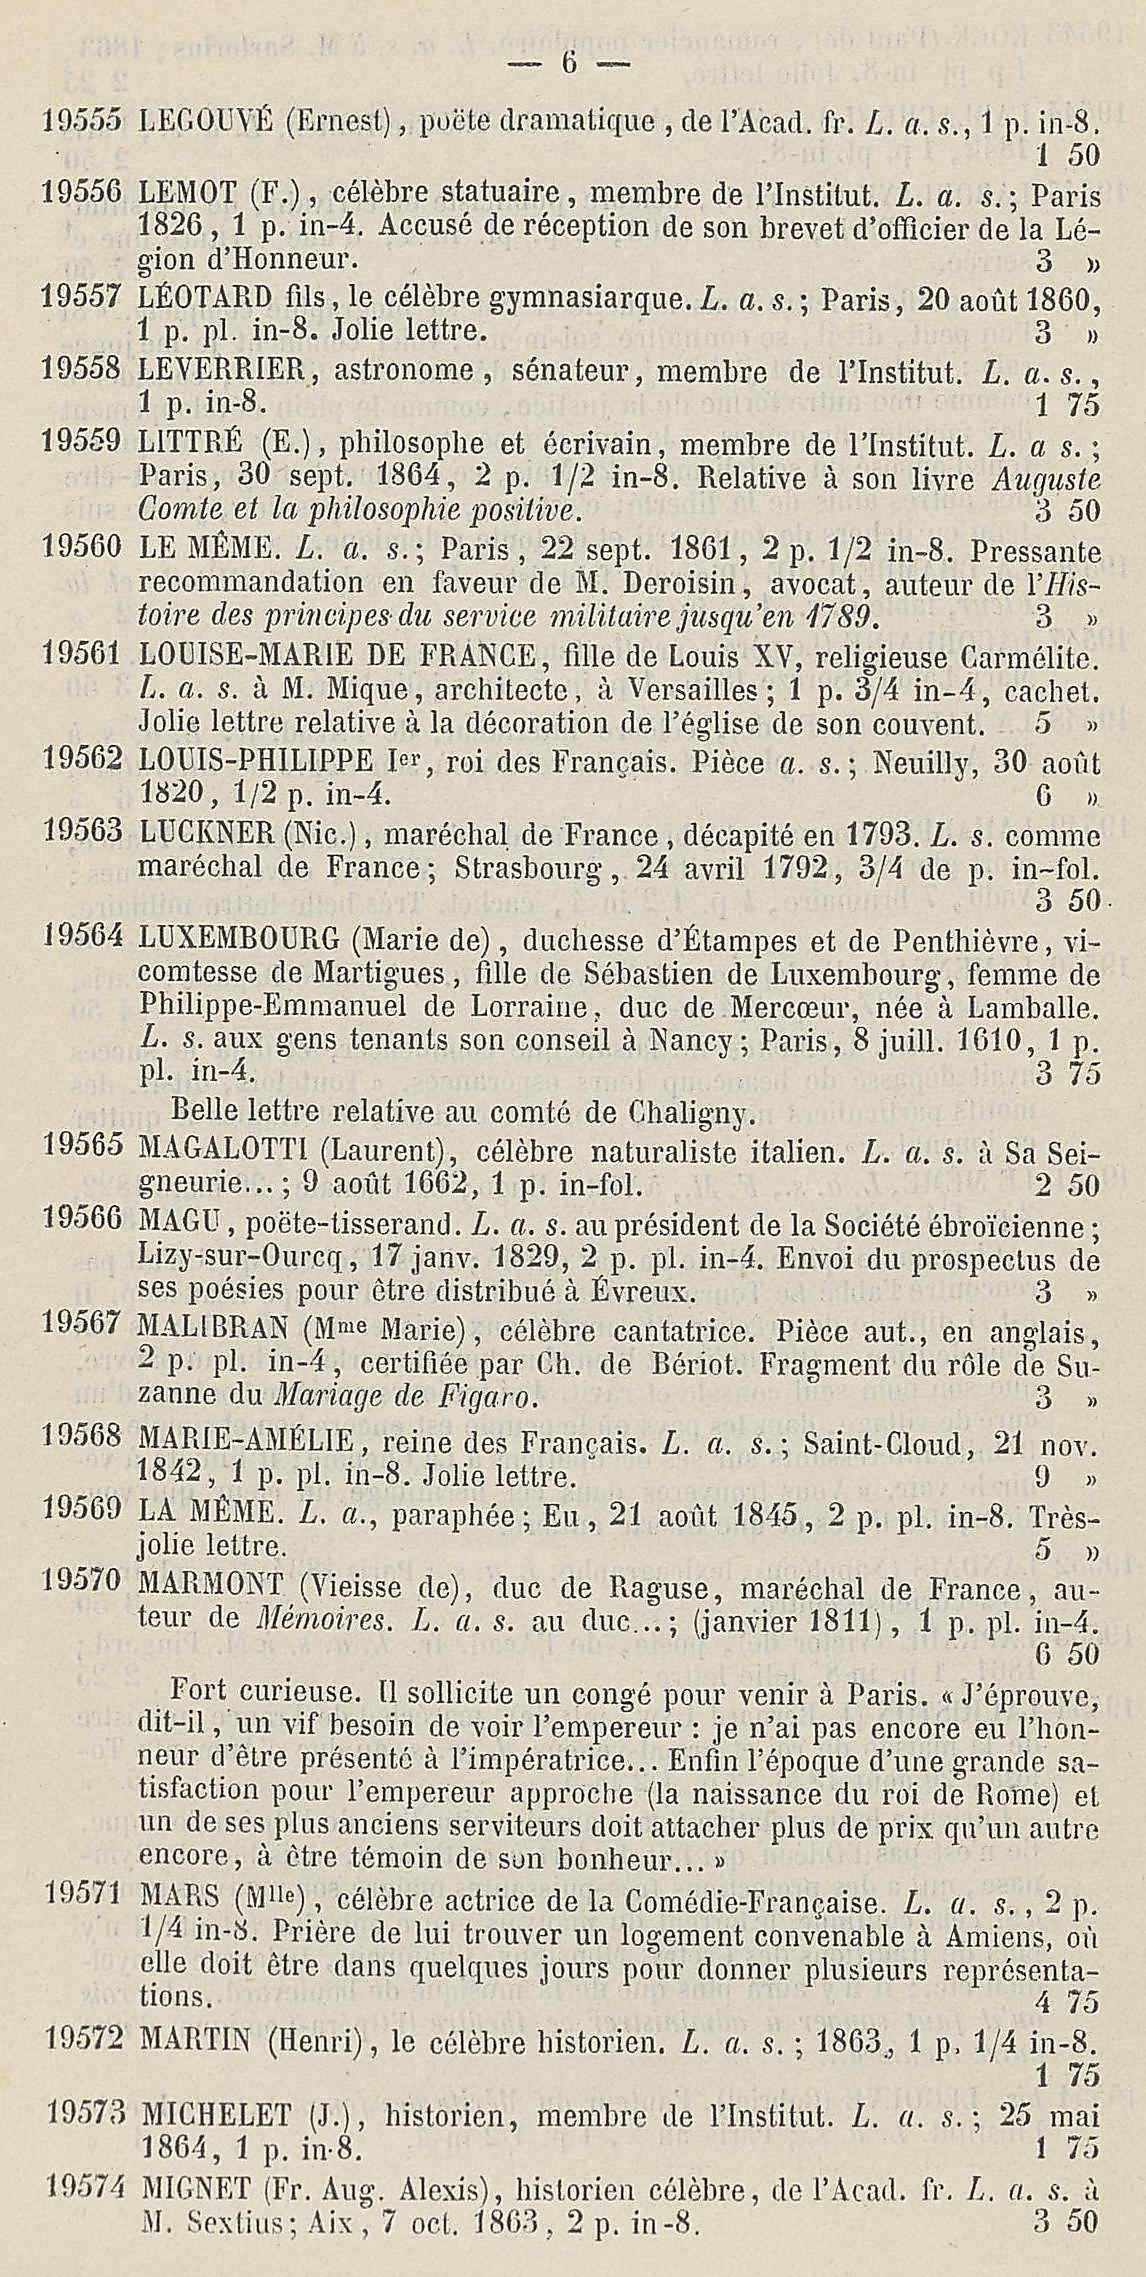 — 6 —
19555 LEGOUVÉ (Ernest), poëte dramatique, de l'Acad. fr. L. a. s., 1 p. in-8.
1 50
19556 LEMOT (F.), célèbre statuaire, membre de l'Institut. L. a. s.; Paris
1826, 1 p. in-4. Accusé de réception de son brevet d'officier de la Lé-
gion d'Honneur. 3 »
19557 LÉOTARD fils, le célèbre gymnasiarque. L. a. s.; Paris, 20 août 1860,
1 p. pl. in-8. Jolie lettre. 3 »
19558 LEVERRIER, astronome, sénateur, membre de l'Institut. L. a. s.,
1 p. in-8. 1 75
19559 LITTRÉ (E.), philosophe et écrivain, membre de l'Institut. L. a s.;
Paris, 30 sept. 1864, 2 p. 1/2 in-8. Relative à son livre Auguste
Comte et la philosophie positive. 3 50
19560 LE MÊME. L. a. s.; Paris, 22 sept. 1861, 2 p. 1/2 in-8. Pressante
recommandation en faveur de M. Deroisin, avocat, auteur de l'His-
toire des principes du service militaire jusqu'en 1789. 3 »
19561 LOUISE-MARIE DE FRANCE, fille de Louis XV, religieuse Carmélite.
L. a. s. à M. Mique, architecte, à Versailles; 1 p. 3/4 in-4, cachet.
Jolie lettre relative à la décoration de l'église de son couvent. 5 »
19562 LOUIS-PHILIPPE Ier, roi des Français. Pièce a. s.; Neuilly, 30 août
1820, 1/2 p. in-4. 6 »
19563 LUCKNER (Nic.), maréchal de France, décapité en 1793. L. s. comme
maréchal de France; Strasbourg, 24 avril 1792, 3/4 de p. in-fol.
3 50
19564 LUXEMBOURG (Marie de), duchesse d'Étampes et de Penthièvre, vi-
comtesse de Martigues, fille de Sébastien de Luxembourg, femme de
Philippe-Emmanuel de Lorraine, duc de Mercœur, née à Lamballe.
L. s. aux gens tenants son conseil à Nancy; Paris, 8 juill. 1610, 1 p.
pl. in-4. 3 75
Belle lettre relative au comté de Chaligny.
19565 MAGALOTTI (Laurent), célèbre naturaliste italien. L. a. s. à Sa Sei-
gneurie...; 9 août 1662, 1 p. in-fol. 2 50
19566 MAGU, poëte-tisserand. L. a. s. au président de la Société ébroïcienne;
Lizy-sur-Ourcq, 17 janv. 1829, 2 p. pl. in-4. Envoi du prospectus de
ses poésies pour être distribué à Évreux. 3 »
19567 MALIBRAN (Mme Marie), célèbre cantatrice. Pièce aut., en anglais,
2 p. pl. in-4, certifiée par Ch. de Bériot. Fragment du rôle de Su-
zanne du Mariage de Figaro. 3 »
19568 MARIE-AMÉLIE, reine des Français. L. a. s.; Saint-Cloud, 21 nov.
1842, 1 p. pl. in-8. Jolie lettre. 9 »
19569 LA MÊME. L. a., paraphée; Eu, 21 août 1845, 2 p. pl. in-8. Très-
jolie lettre. 5 »
19570 MARMONT (Vieisse de), duc de Raguse, maréchal de France, au-
teur de Mémoires. L. a. s. au duc...; (janvier 1811), 1 p. pl. in-4.
6 50
Fort curieuse. Il sollicite un congé pour venir à Paris. « J'éprouve,
dit-il, un vif besoin de voir l'empereur : je n'ai pas encore eu l'hon-
neur d'être présenté à l'impératrice... Enfin l'époque d'une grande sa-
tisfaction pour l'empereur approche (la naissance du roi de Rome) et
un de ses plus anciens serviteurs doit attacher plus de prix qu'un autre
encore, à être témoin de son bonheur... »
19571 MARS (Mlle), célèbre actrice de la Comédie-Française. L. a. s., 2 p.
1/4 in-8. Prière de lui trouver un logement convenable à Amiens, où
elle doit être dans quelques jours pour donner plusieurs représenta-
tions. 4 75
19572 MARTIN (Henri), le célèbre historien. L. a. s.; 1863, 1 p. 1/4 in-8.
1 75
19573 MICHELET (J.), historien, membre de l'Institut. L. a. s.; 25 mai
1864, 1 p. in-8. 1 75
19574 MIGNET (Fr. Aug. Alexis), historien célèbre, de l'Acad. fr. L. a. s. à
M. Sextius; Aix, 7 oct. 1863, 2 p. in-8. 3 50